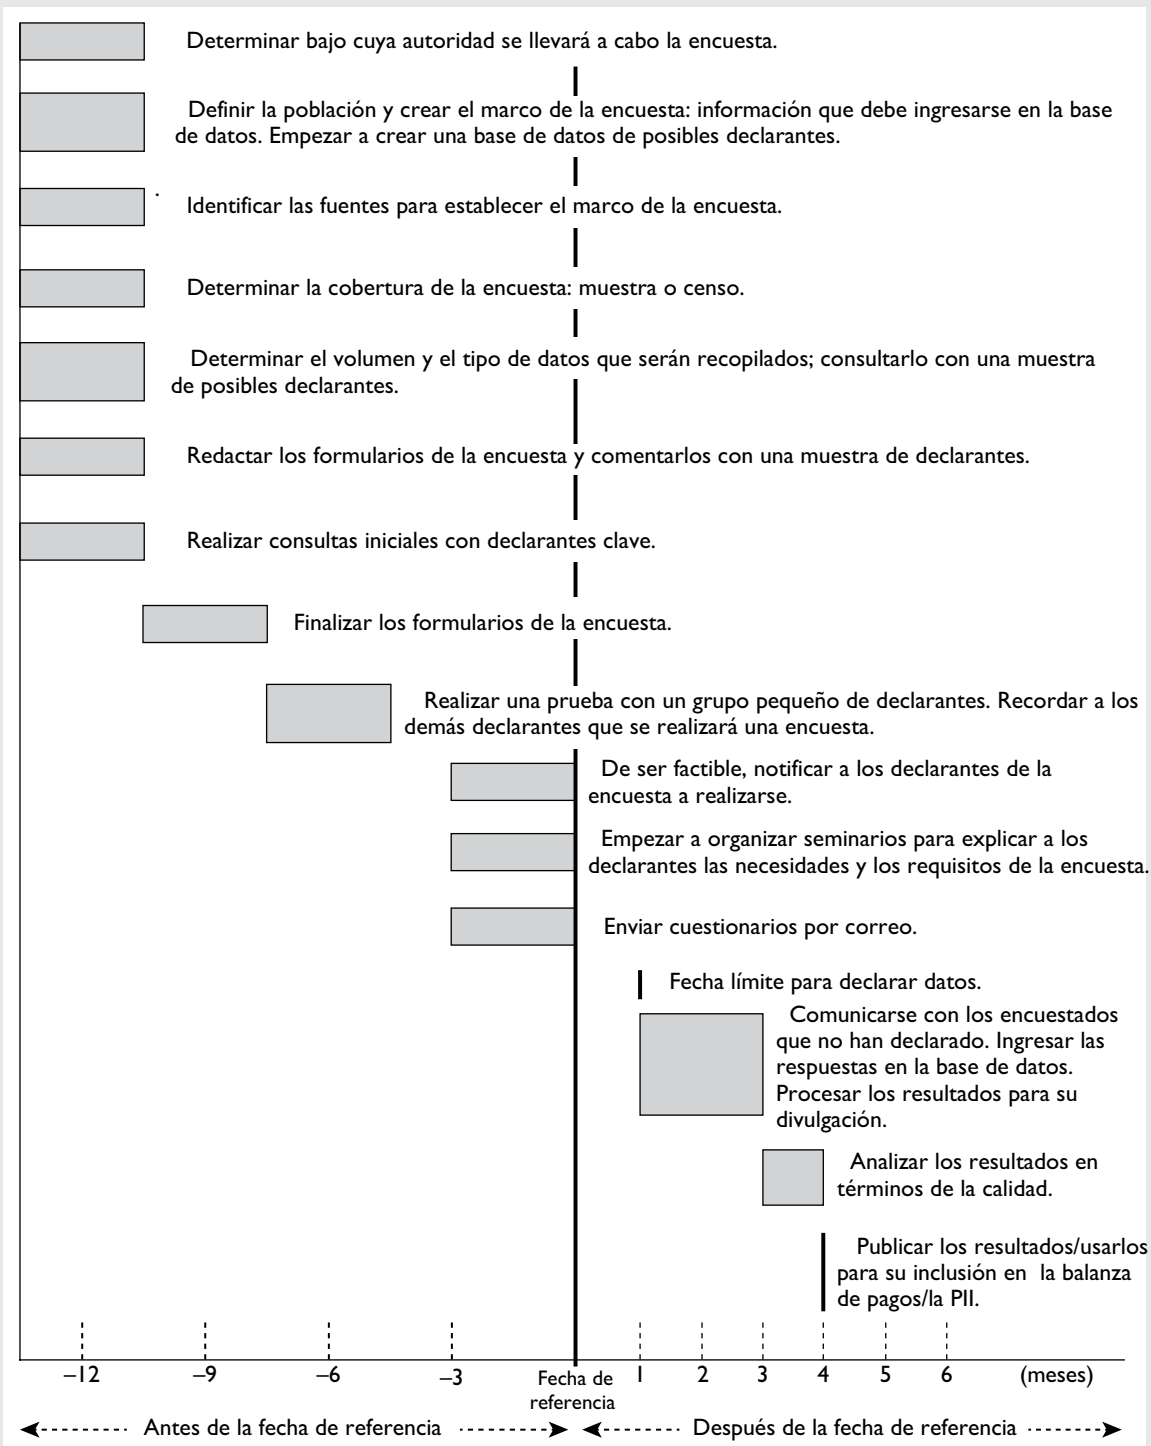 Determinar bajo cuya autoridad se llevará a cabo la encuesta.
Definir la población y crear el marco de la encuesta: información que debe ingresarse en la base
de datos. Empezar a crear una base de datos de posibles declarantes.
Identificar las fuentes para establecer el marco de la encuesta.
Determinar la cobertura de la encuesta: muestra o censo.
Determinar el volumen y el tipo de datos que serán recopilados; consultarlo con una muestra
de posibles declarantes.
Redactar los formularios de la encuesta y comentarlos con una muestra de declarantes.
Realizar consultas iniciales con declarantes clave.
Finalizar los formularios de la encuesta.
Realizar una prueba con un grupo pequeño de declarantes. Recordar a los
demás declarantes que se realizará una encuesta.
De ser factible, notificar a los declarantes de la
encuesta a realizarse.
Empezar a organizar seminarios para explicar a los
declarantes las necesidades y los requisitos de la encuesta.
Enviar cuestionarios por correo.
Fecha límite para declarar datos.
Comunicarse con los encuestados
que no han declarado. Ingresar las
respuestas en la base de datos.
Procesar los resultados para su
divulgación.
Analizar los resultados en
términos de la calidad.
Publicar los resultados/usarlos
para su inclusión en la balanza
de pagos/la PII.
–12 –9 –6 –3 Fecha de 1 2 3 4 5 6 (meses)
referencia
Antes de la fecha de referencia Después de la fecha de referencia